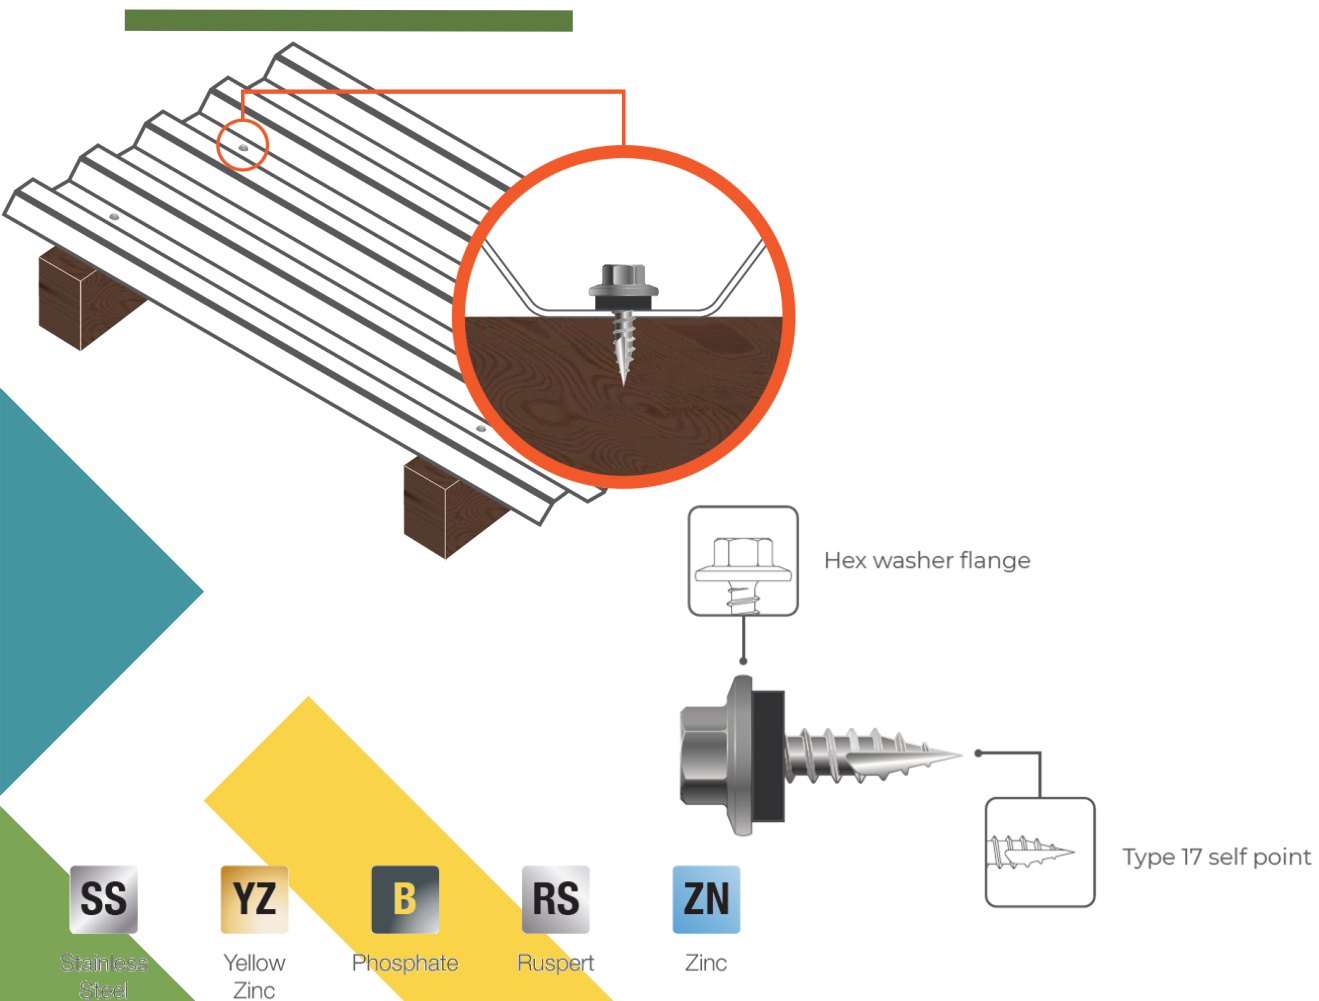 Hex washer flange
Type 17 self point
SS
YZ
B
RS
ZN
Stainless
Steel
Yellow
Zinc
Phosphate
Ruspert
Zinc